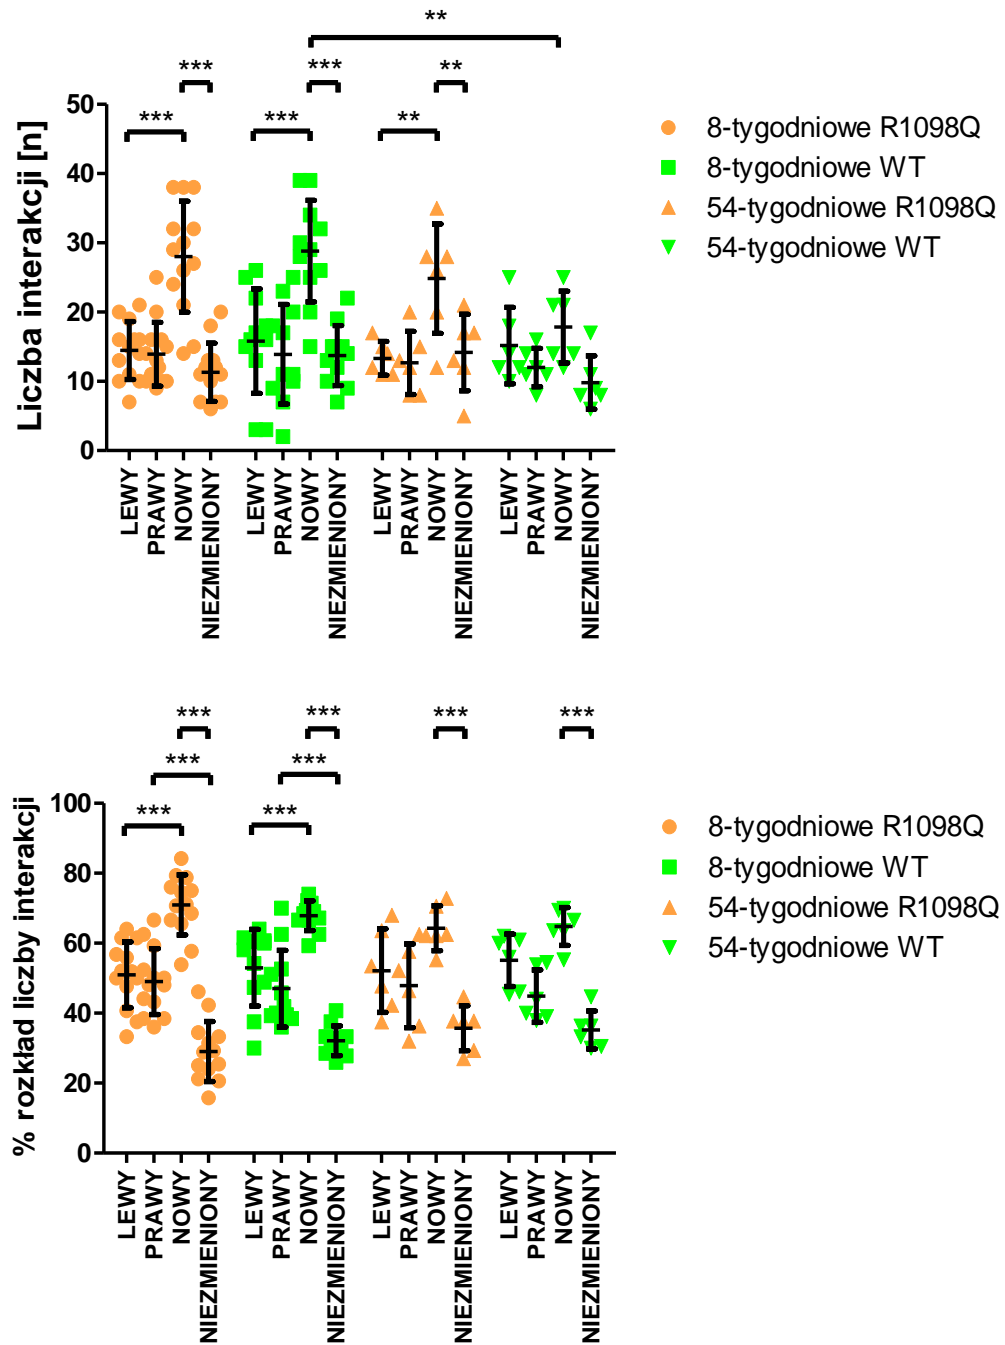 **
*** *** **
*** *** **
Liczba interakcji [n]
50
40
30
20
10
0
8-tygodniowe R1098Q
8-tygodniowe WT
54-tygodniowe R1098Q
54-tygodniowe WT
LEWY
PRAWY
NOWY
NIEZMIENIONY
LEWY
PRAWY
NOWY
NIEZMIENIONY
LEWY
PRAWY
NOWY
NIEZMIENIONY
LEWY
PRAWY
NOWY
NIEZMIENIONY
*** *** *** ***
*** ***
*** ***
% rozkład liczby interakcji
100
80
60
40
20
0
8-tygodniowe R1098Q
8-tygodniowe WT
54-tygodniowe R1098Q
54-tygodniowe WT
LEWY
PRAWY
NOWY
NIEZMIENIONY
LEWY
PRAWY
NOWY
NIEZMIENIONY
LEWY
PRAWY
NOWY
NIEZMIENIONY
LEWY
PRAWY
NOWY
NIEZMIENIONY